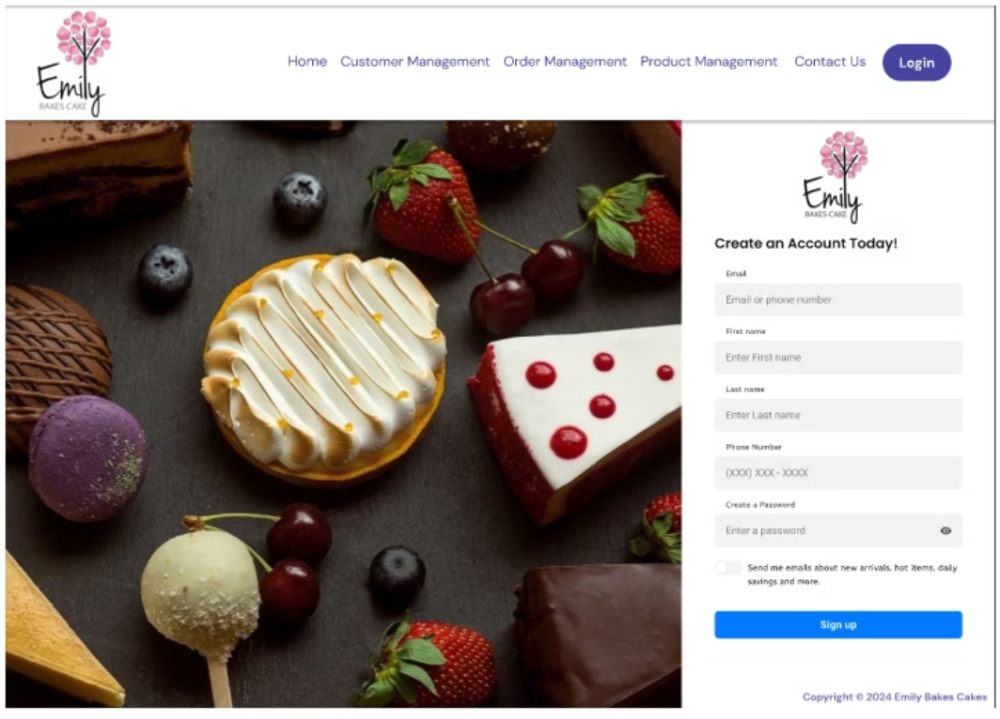 Emily
BAKES CAKE
Home Customer Management Order Management Product Management Contact Us Login
Emily
BAKES CAKE
Create an Account Today!
Email
Email or phone number
First name
Enter First name
Last name
Enter Last name
Phone Number
(XXX) XXX - XXXX
Create a Password
Enter a password
Send me emails about new arrivals, hot items, daily
savings and more.
Sign up
Copyright © 2024 Emily Bakes Cakes